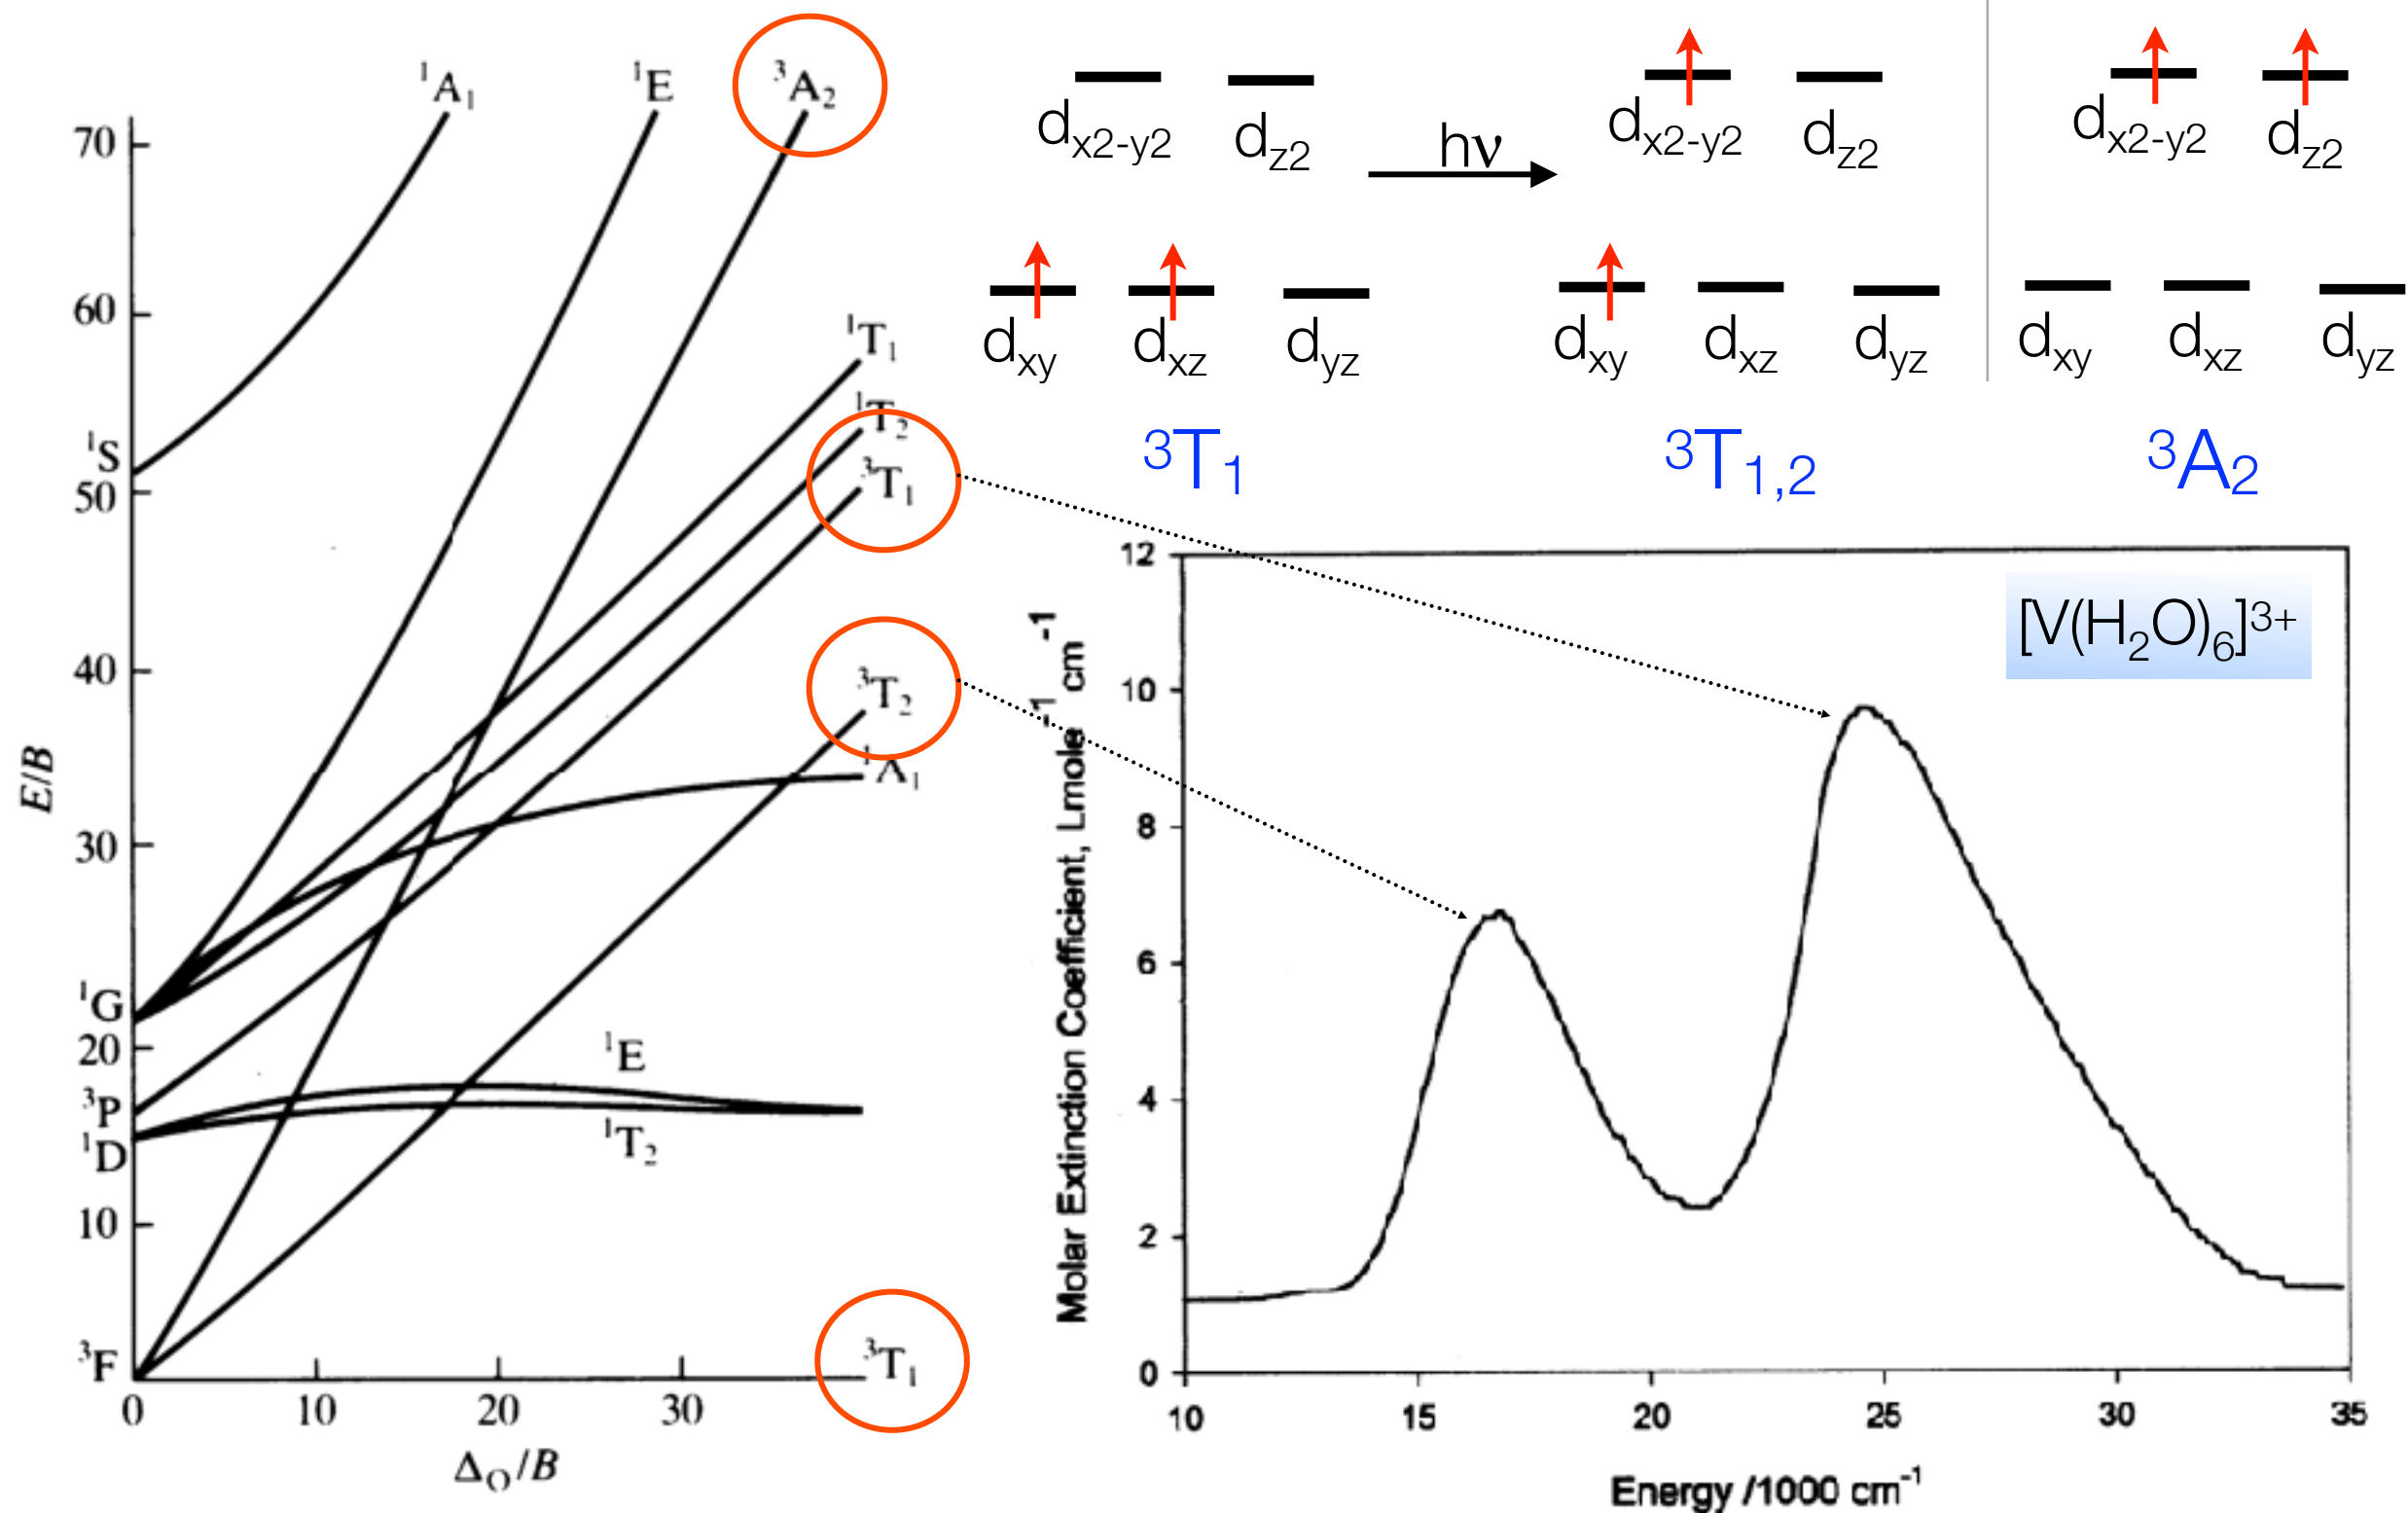 ¹A₁
¹E
³A₂
70
60
50
40
30
20
10
¹S
¹G
³P
¹D
³F
E/B
¹T₁
¹T₂
³T₁
³T₂
¹A₁
¹E
¹T₂
³T₁
0
10
20
30
Δ_O/B
d_x2-y2
d_z2
hν
d_x2-y2
d_z2
d_x2-y2
d_z2
d_xy
d_xz
d_yz
d_xy
d_xz
d_yz
d_xy
d_xz
d_yz
³T₁
³T₁,₂
³A₂
[V(H₂O)₆]³⁺
Molar Extinction Coefficient, Lmole⁻¹ cm⁻¹
12
10
8
6
4
2
0
10
15
20
25
30
35
Energy /1000 cm⁻¹